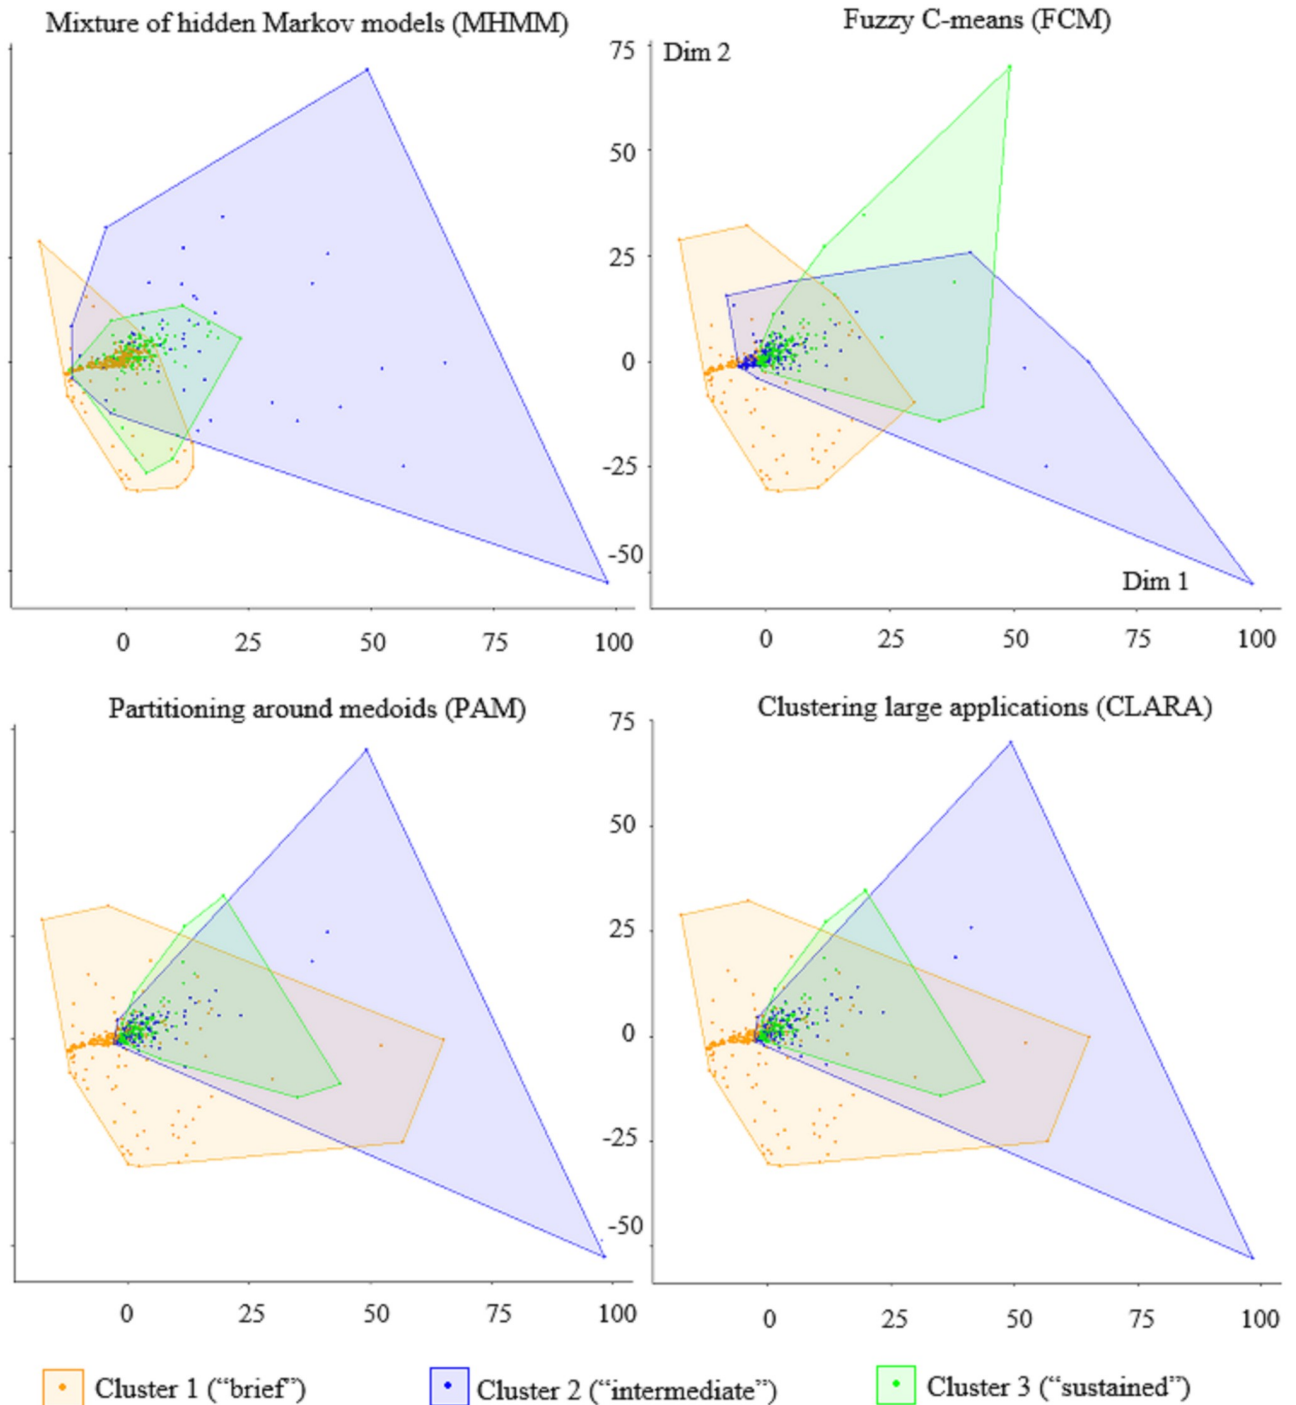 Mixture of hidden Markov models (MHMM)
Fuzzy C-means (FCM)
Dim 2
75
50
25
0
-25
-50
Dim 1
0 25 50 75 100
0 25 50 75 100
Partitioning around medoids (PAM)
Clustering large applications (CLARA)
75
50
25
0
-25
-50
0 25 50 75 100
0 25 50 75 100
Cluster 1 (“brief”)
Cluster 2 (“intermediate”)
Cluster 3 (“sustained”)